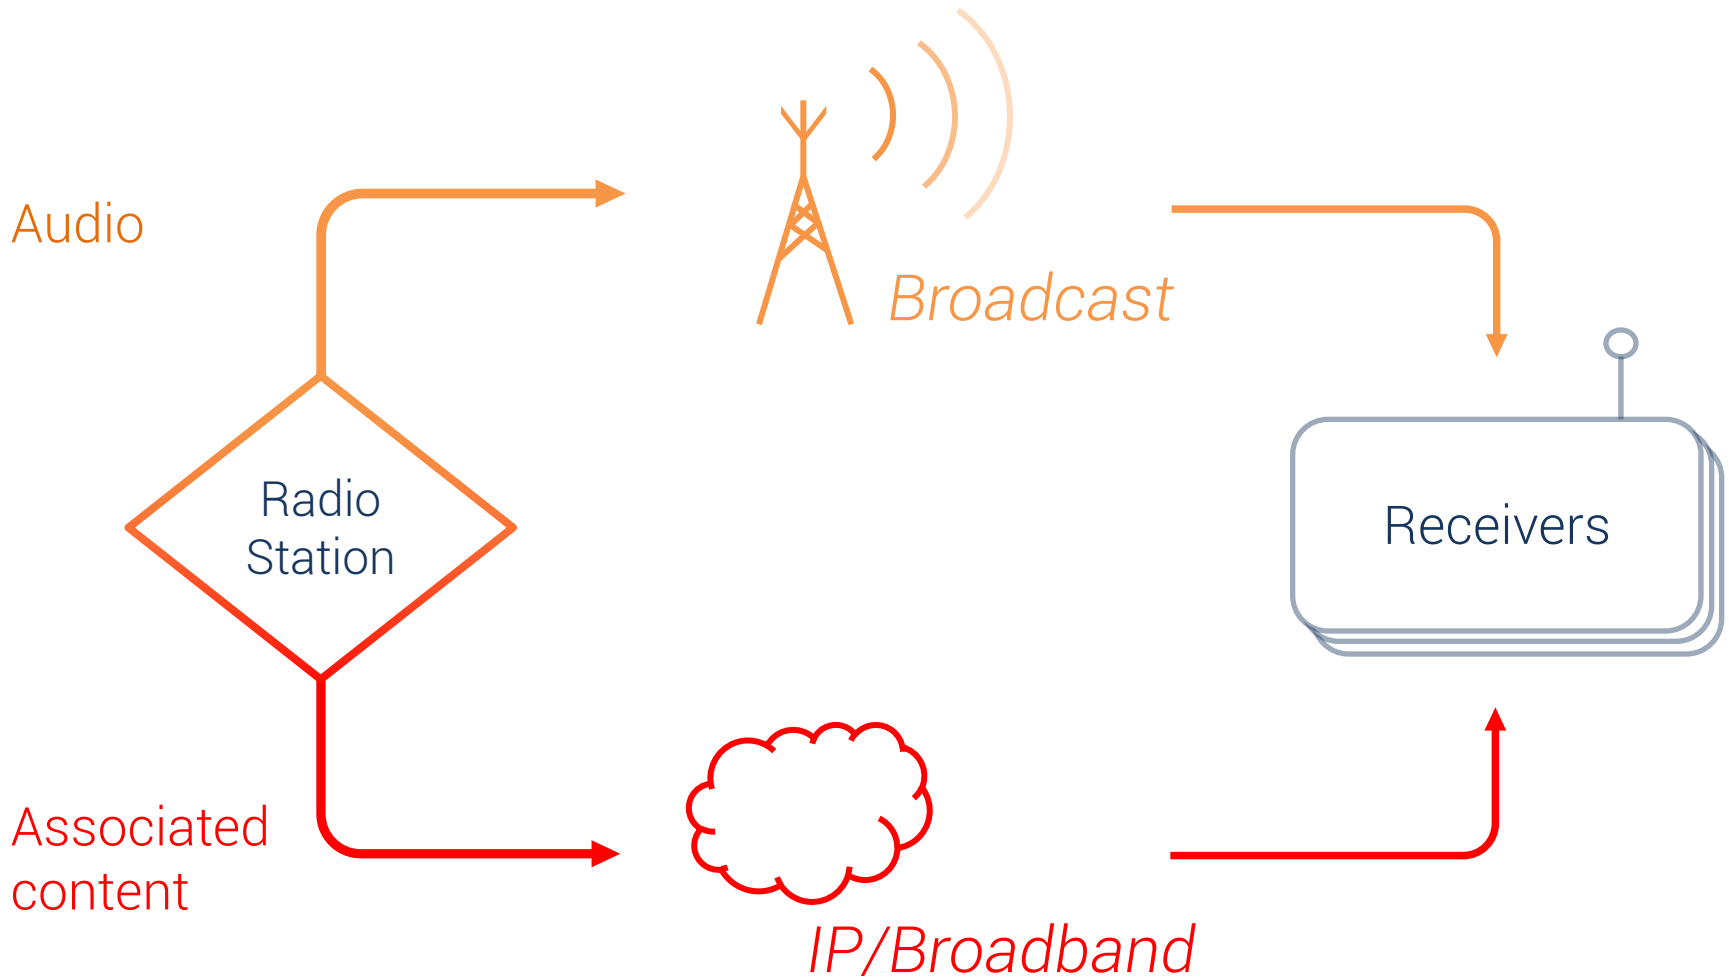 Audio
Broadcast
Radio
Station
Receivers
Associated
content
IP/Broadband